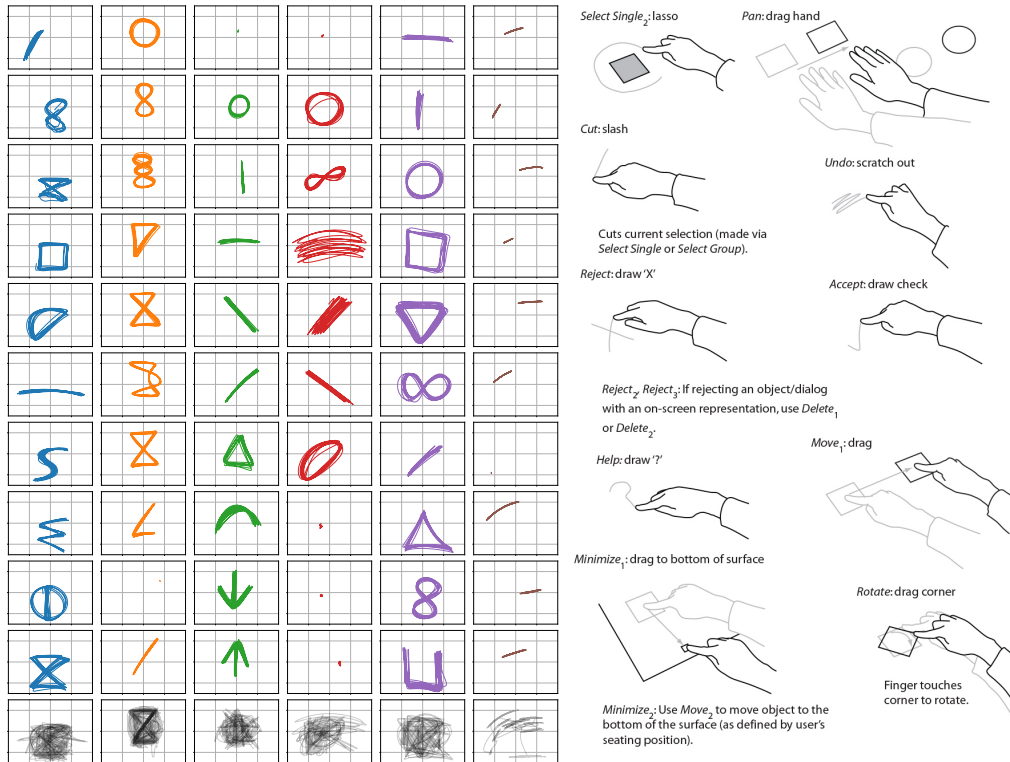 Select Single2: lasso
Pan: drag hand
Cut: slash
Undo: scratch out
Cuts current selection (made via
Select Single or Select Group).
Reject: draw ‘X’
Accept: draw check
Reject2, Reject3: If rejecting an object/dialog
with an on-screen representation, use Delete1
or Delete2.
Move1: drag
Help: draw ‘?’
Minimize1: drag to bottom of surface
Rotate: drag corner
Finger touches
corner to rotate.
Minimize2: Use Move2 to move object to the
bottom of the surface (as defined by user’s
seating position).